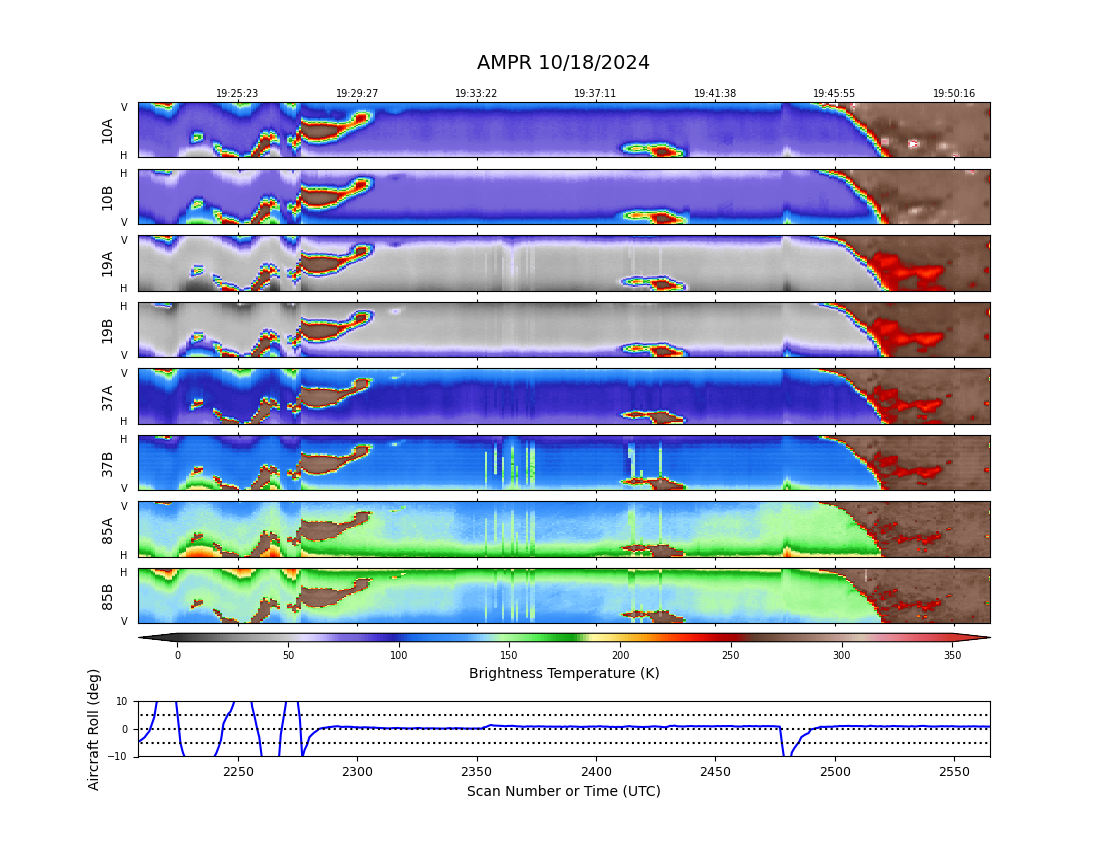 AMPR 10/18/2024
19:25:23 19:29:27 19:33:22 19:37:11 19:41:38 19:45:55 19:50:16
V
10A
H
H
10B
V
V
19A
H
H
19B
V
V
37A
H
H
37B
V
V
85A
H
H
85B
V
0 50 100 150 200 250 300 350
Brightness Temperature (K)
Aircraft Roll (deg)
10
0
−10
2250 2300 2350 2400 2450 2500 2550
Scan Number or Time (UTC)